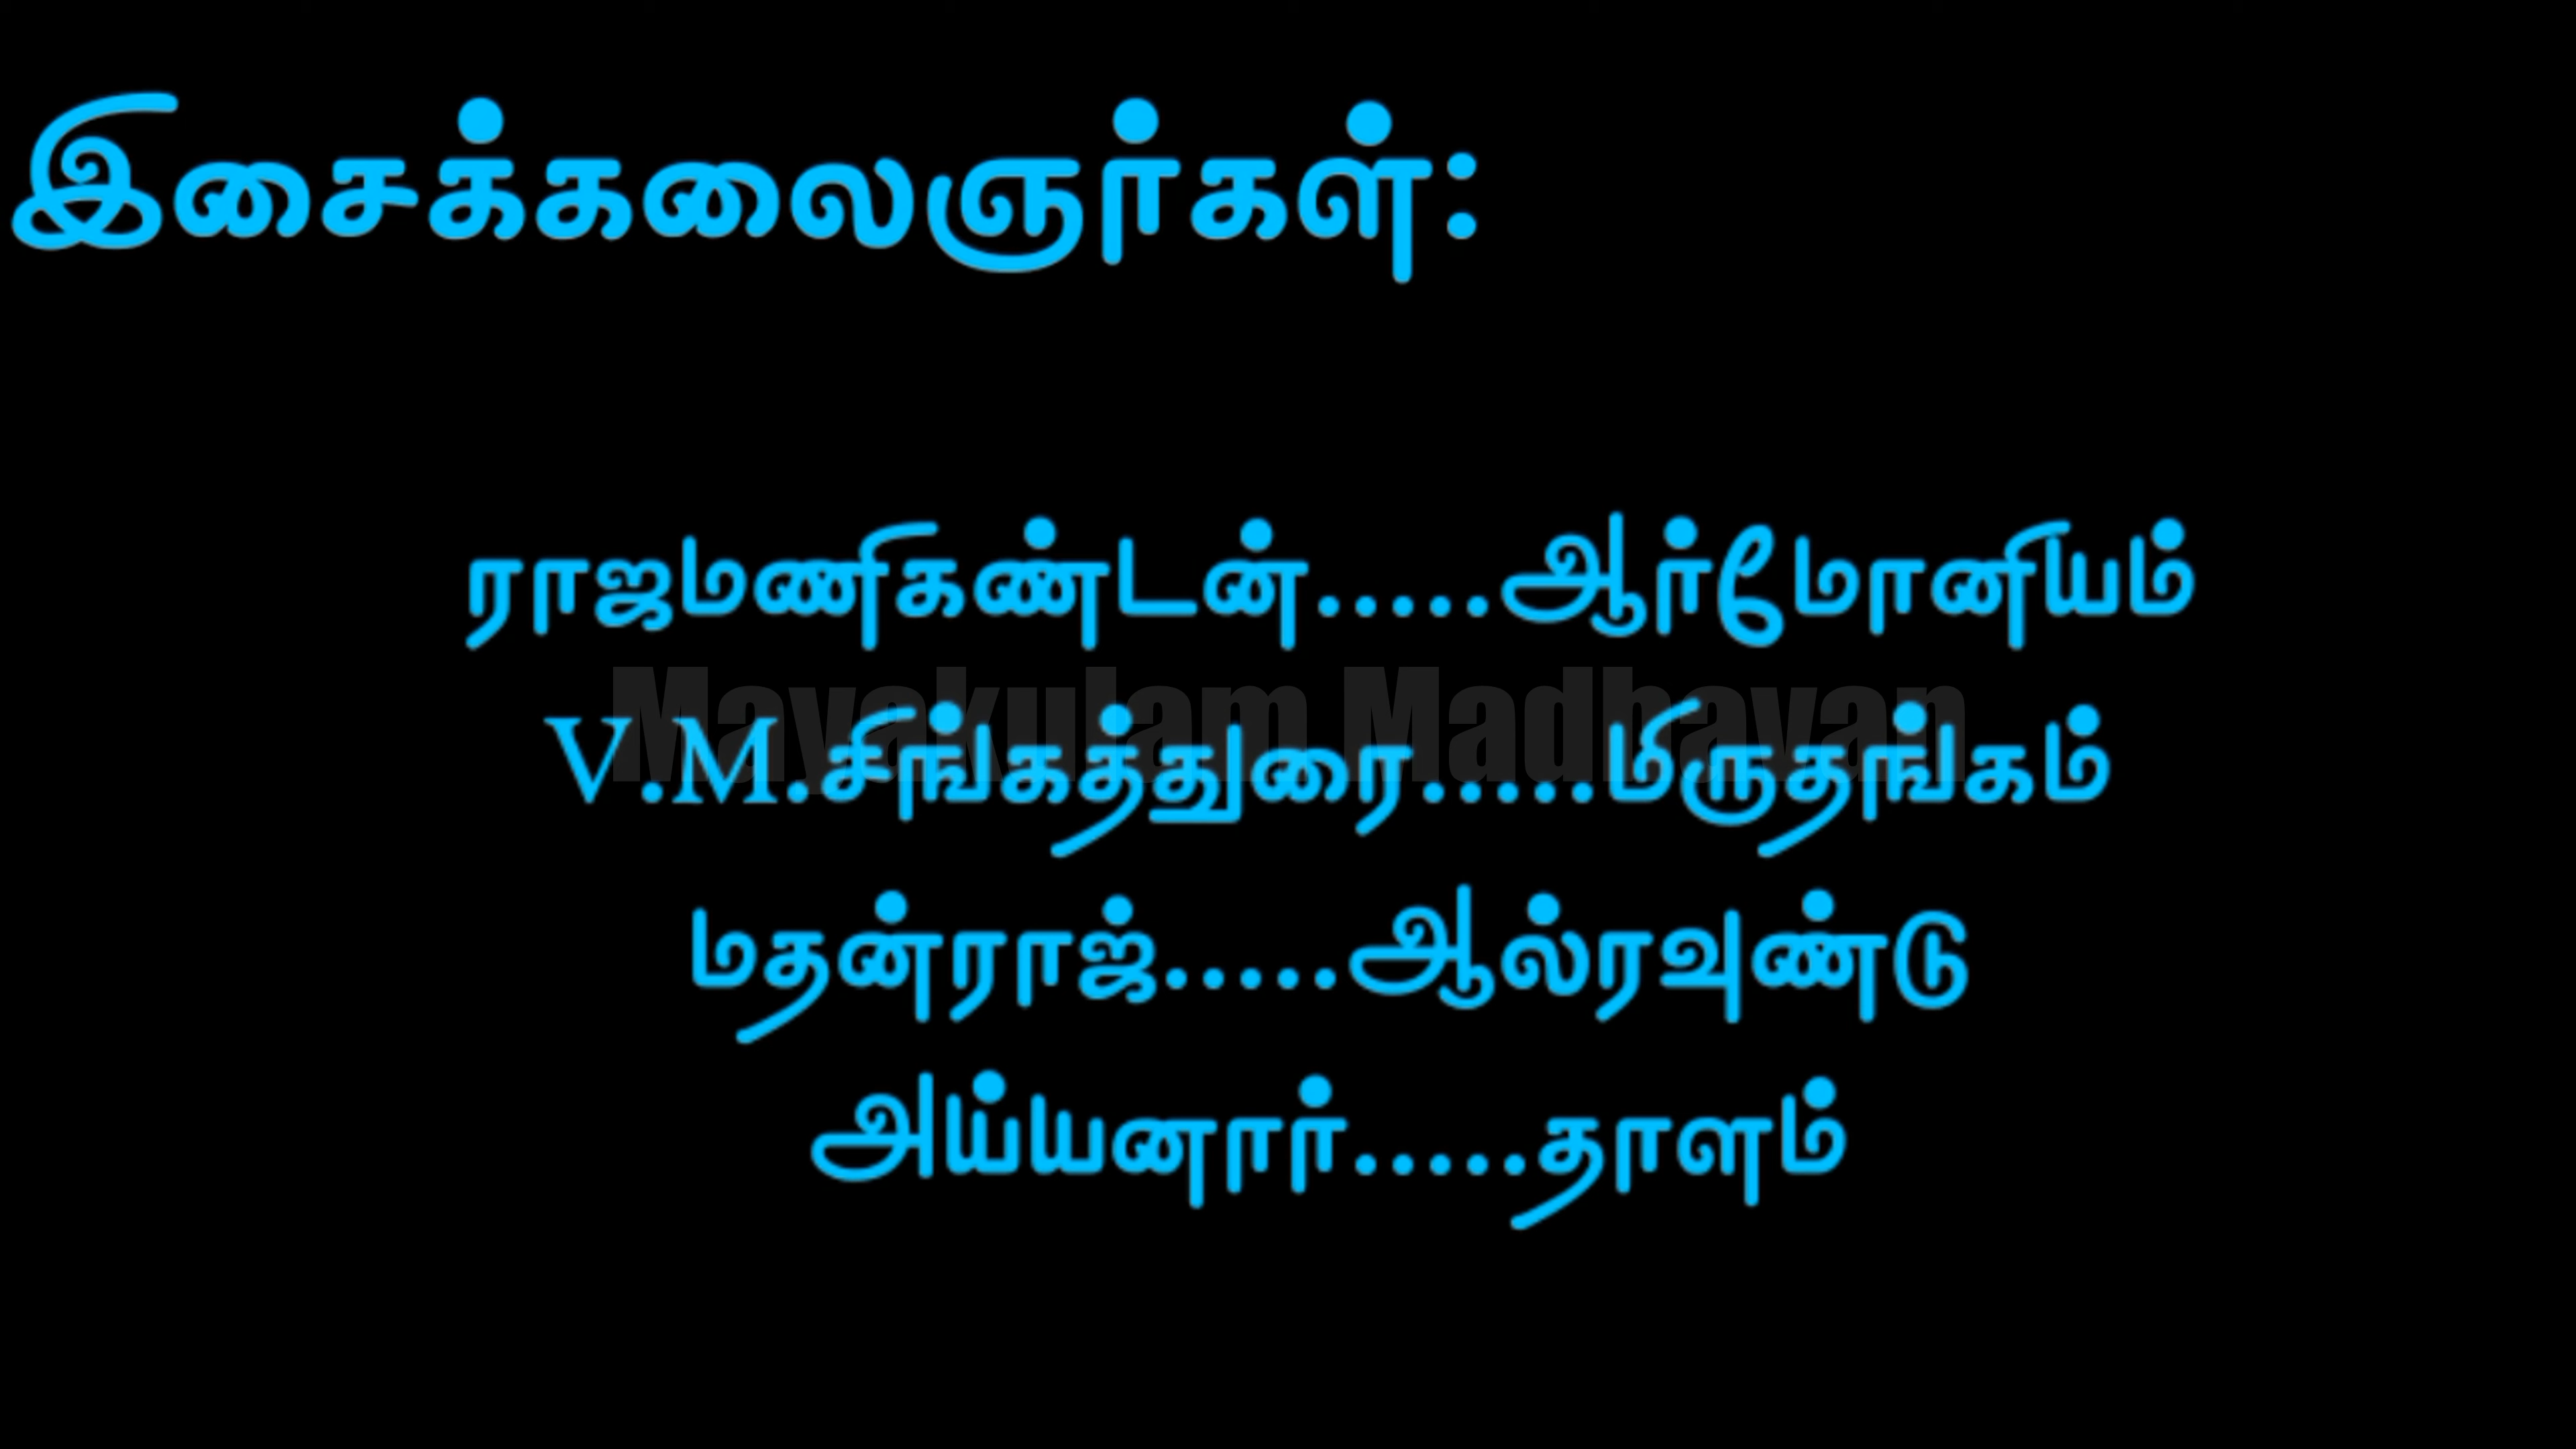 இசைக்கலைஞர்கள்:
ராஜமணிகண்டன்.....ஆர்மோனியம்
Mayakulam Madhavan
V.M.சிங்கத்துரை.....மிருதங்கம்
மதன்ராஜ்.....ஆல்ரவுண்டு
அய்யனார்.....தாளம்